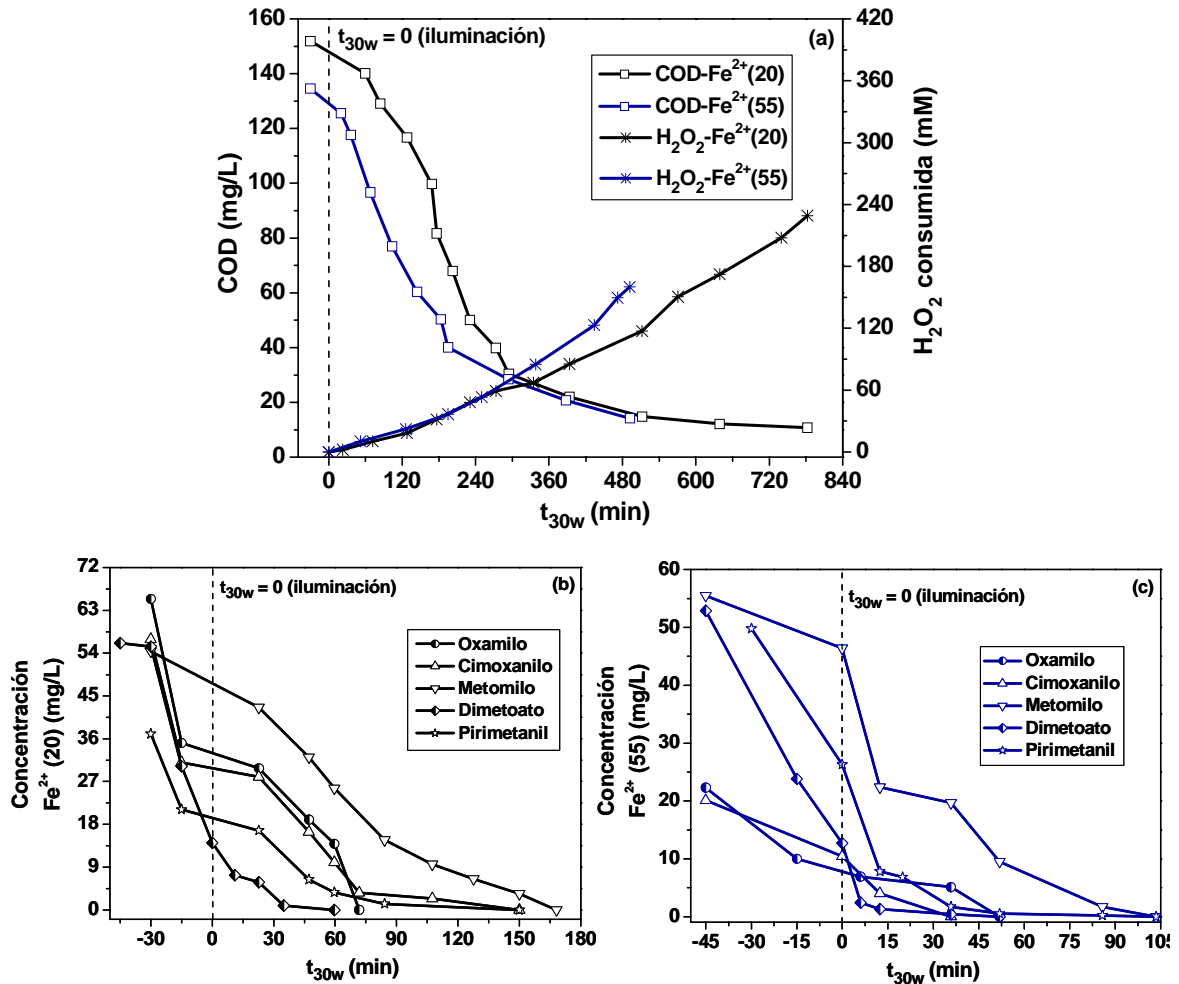 t30w = 0 (iluminación)
(a)
COD-Fe2+(20)
COD-Fe2+(55)
H2O2-Fe2+(20)
H2O2-Fe2+(55)
COD (mg/L)
160
140
120
100
80
60
40
20
0
H2O2 consumida (mM)
420
360
300
240
180
120
60
0
0 120 240 360 480 600 720 840
t30w (min)
t30w = 0 (iluminación)
(b)
Oxamilo
Cimoxanilo
Metomilo
Dimetoato
Pirimetanil
Concentración
Fe2+ (20) (mg/L)
72
63
54
45
36
27
18
9
0
-30 0 30 60 90 120 150 180
t30w (min)
t30w = 0 (iluminación)
(c)
Oxamilo
Cimoxanilo
Metomilo
Dimetoato
Pirimetanil
Concentración
Fe2+ (55) (mg/L)
60
50
40
30
20
10
0
-45 -30 -15 0 15 30 45 60 75 90 105
t30w (min)